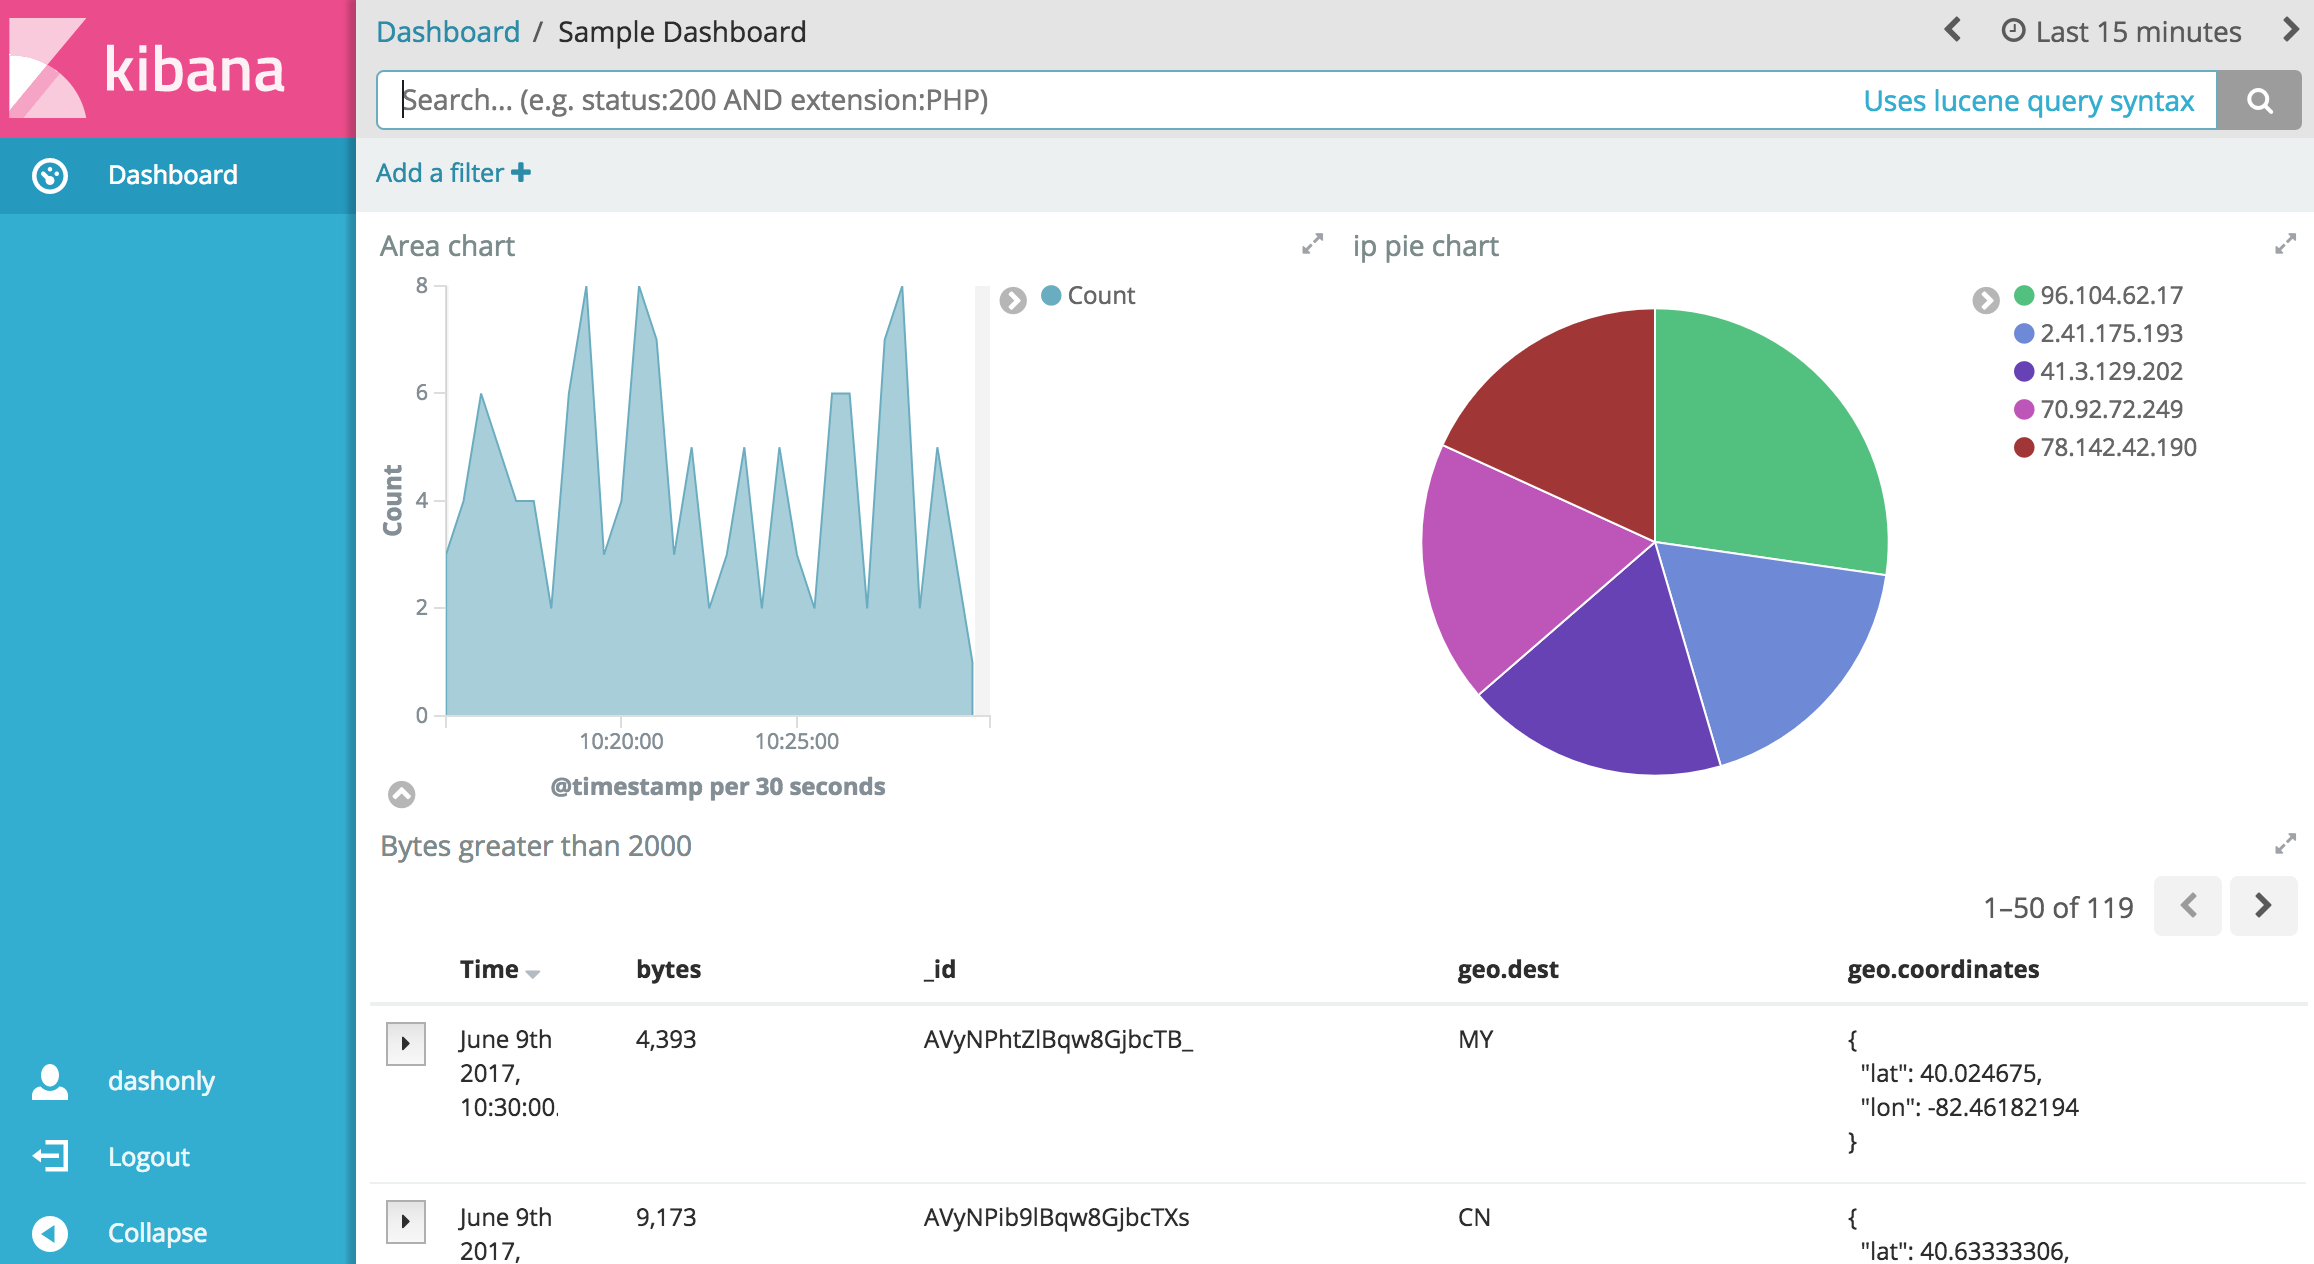 kibana
Dashboard / Sample Dashboard
Last 15 minutes
Search... (e.g. status:200 AND extension:PHP)
Uses lucene query syntax
Dashboard
Add a filter
Area chart
8
6
4
2
0
Count
10:20:00
10:25:00
@timestamp per 30 seconds
Count
ip pie chart
96.104.62.17
2.41.175.193
41.3.129.202
70.92.72.249
78.142.42.190
Bytes greater than 2000
1–50 of 119
Time bytes _id geo.dest geo.coordinates
June 9th 4,393 AVyNPhtZlBqw8GjbcTB_ MY {
2017, "lat": 40.024675,
10:30:00. "lon": -82.46182194
}
June 9th 9,173 AVyNPib9lBqw8GjbcTXs CN {
2017, "lat": 40.63333306,
dashonly
Logout
Collapse